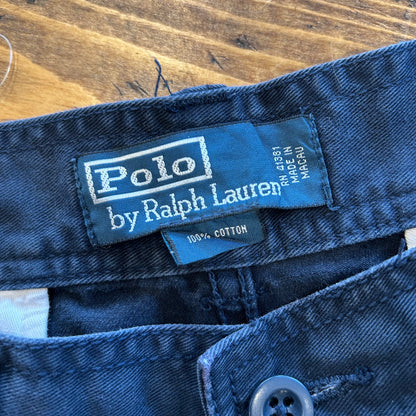 Polo
by Ralph Lauren
RN 41381
MADE IN
MACAU
100% COTTON